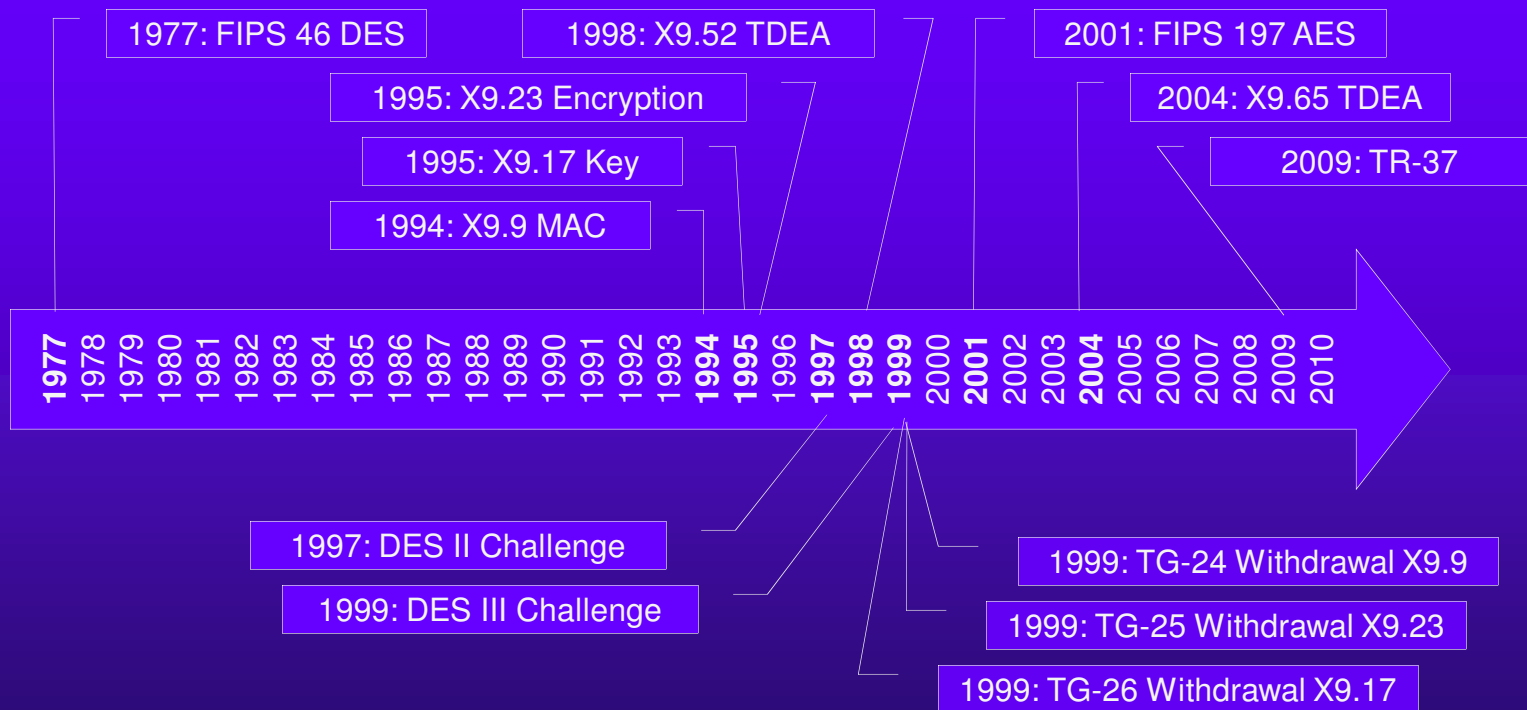 1977: FIPS 46 DES
1998: X9.52 TDEA
2001: FIPS 197 AES
1995: X9.23 Encryption
2004: X9.65 TDEA
1995: X9.17 Key
2009: TR-37
1994: X9.9 MAC
1977
1978
1979
1980
1981
1982
1983
1984
1985
1986
1987
1988
1989
1990
1991
1992
1993
1994
1995
1996
1997
1998
1999
2000
2001
2002
2003
2004
2005
2006
2007
2008
2009
2010
1997: DES II Challenge
1999: TG-24 Withdrawal X9.9
1999: DES III Challenge
1999: TG-25 Withdrawal X9.23
1999: TG-26 Withdrawal X9.17